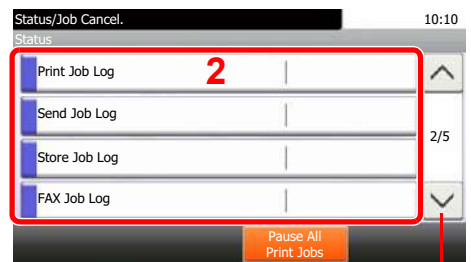 Status/Job Cancel. 10:10
Status
Print Job Log 2
Send Job Log
2/5
Store Job Log
FAX Job Log
Pause All
Print Jobs